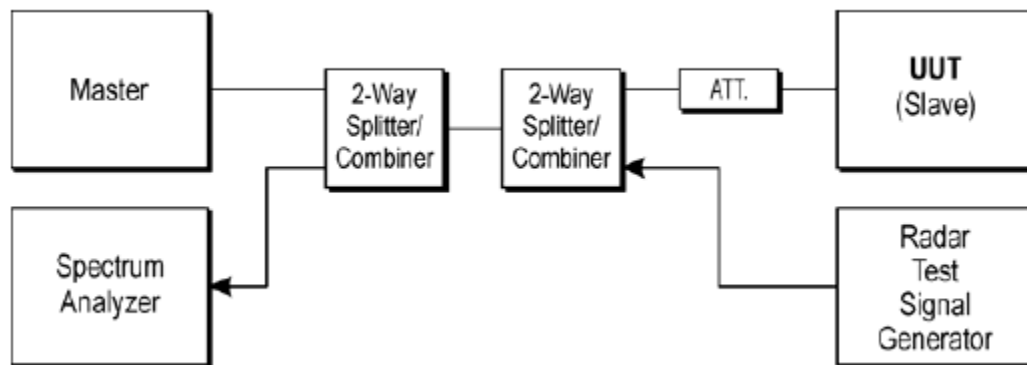 Master
2-Way
Splitter/
Combiner
2-Way
Splitter/
Combiner
ATT.
UUT
(Slave)
Spectrum
Analyzer
Radar
Test
Signal
Generator